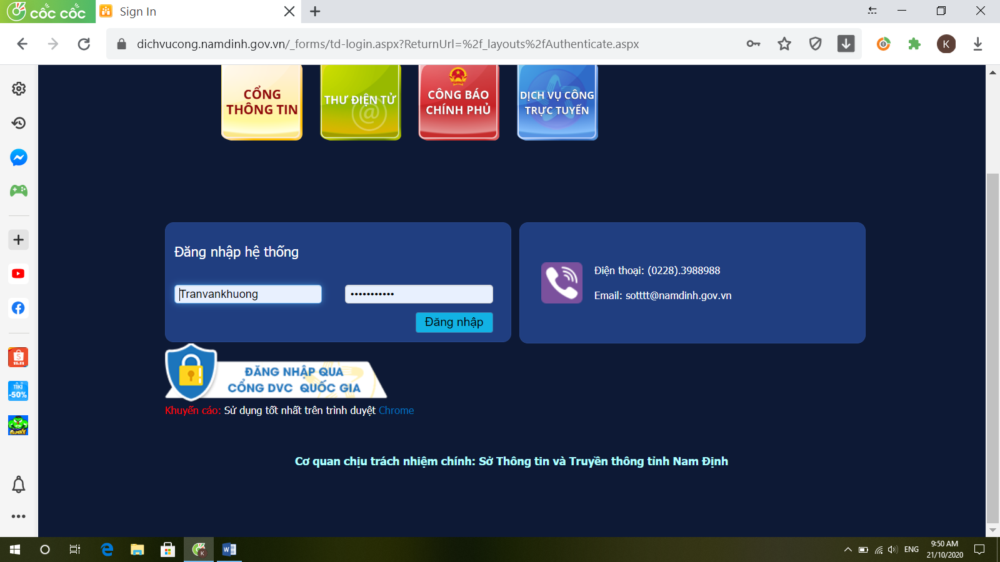 cốc cốc
Sign In
dichvucong.namdinh.gov.vn/_forms/td-login.aspx?ReturnUrl=%2f_layouts%2fAuthenticate.aspx
K
CỔNG
THÔNG TIN
THƯ ĐIỆN TỬ
@
CÔNG BÁO
CHÍNH PHỦ
DỊCH VỤ CÔNG
TRỰC TUYẾN
Đăng nhập hệ thống
Tranvankhuong
•••••••••••
Đăng nhập
Điện thoại: (0228).3988988
Email: sotttt@namdinh.gov.vn
ĐĂNG NHẬP QUA
CỔNG DVC QUỐC GIA
Khuyến cáo: Sử dụng tốt nhất trên trình duyệt Chrome
Cơ quan chịu trách nhiệm chính: Sở Thông tin và Truyền thông tỉnh Nam Định
S
11.11
TIKI
-50%
K
W
ENG
9:50 AM
21/10/2020